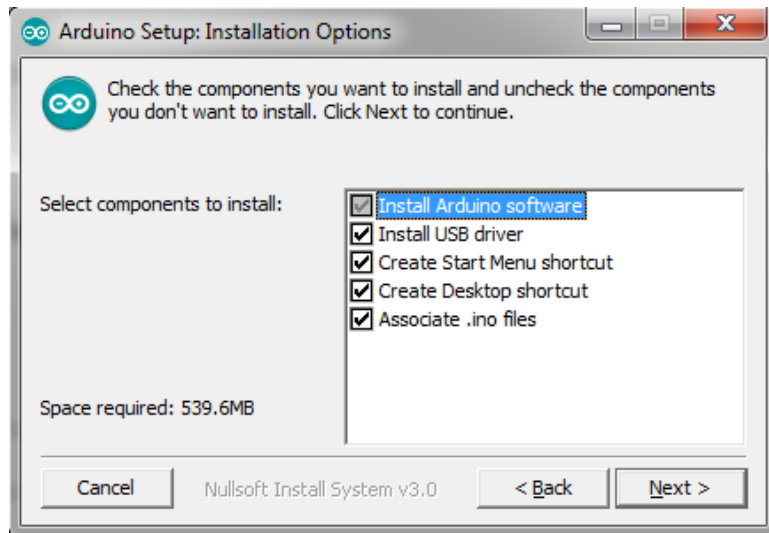 Arduino Setup: Installation Options
Check the components you want to install and uncheck the components
you don't want to install. Click Next to continue.
Select components to install:
Install Arduino software
Install USB driver
Create Start Menu shortcut
Create Desktop shortcut
Associate .ino files
Space required: 539.6MB
Cancel
Nullsoft Install System v3.0
< Back
Next >